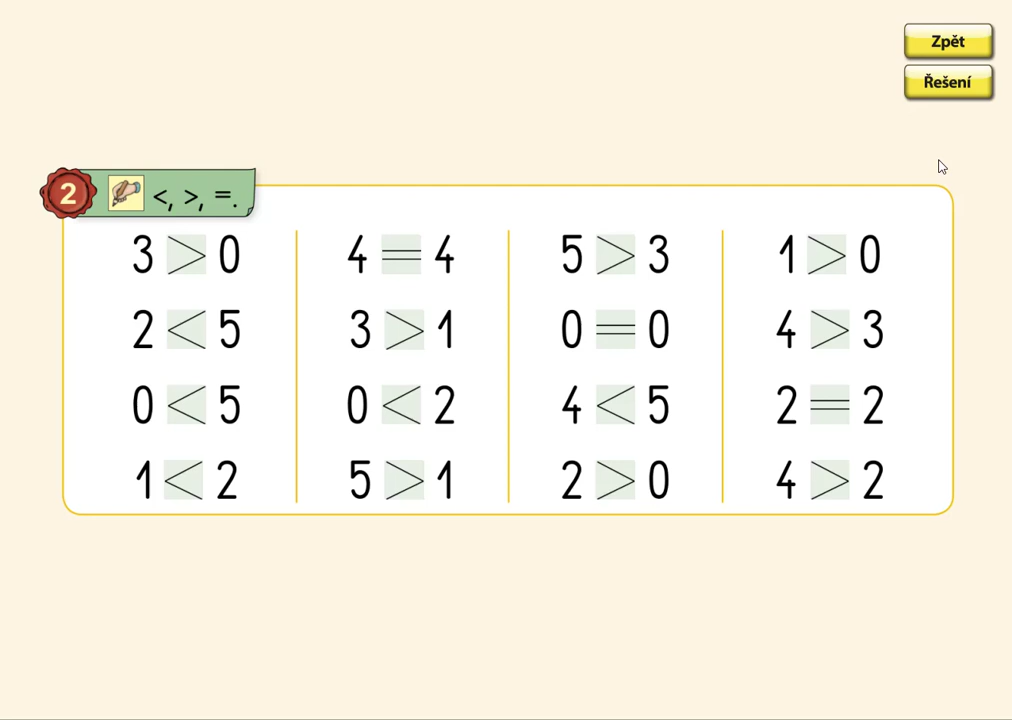 Zpět
Řešení
2 <, >, =.
3 > 0 4 = 4 5 > 3 1 > 0
2 < 5 3 > 1 0 = 0 4 > 3
0 < 5 0 < 2 4 < 5 2 = 2
1 < 2 5 > 1 2 > 0 4 > 2